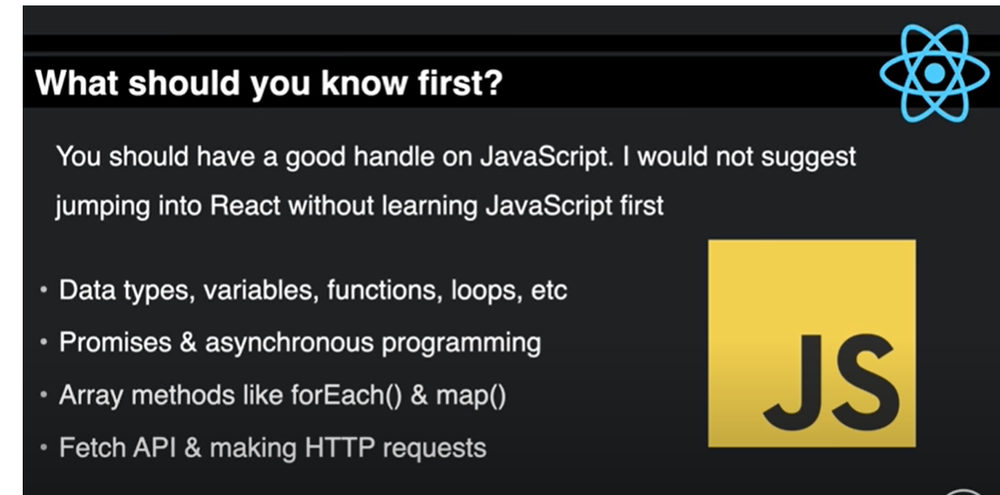 What should you know first?
You should have a good handle on JavaScript. I would not suggest
jumping into React without learning JavaScript first
• Data types, variables, functions, loops, etc
• Promises & asynchronous programming
• Array methods like forEach() & map()
• Fetch API & making HTTP requests
JS